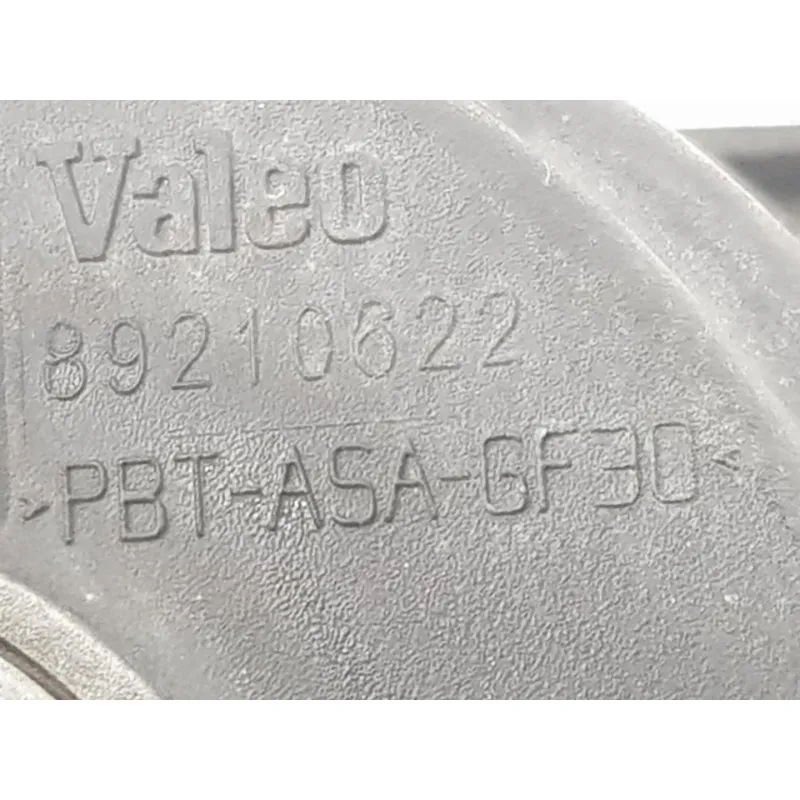 Valeo
89210622
>PBT-ASA-GF30<